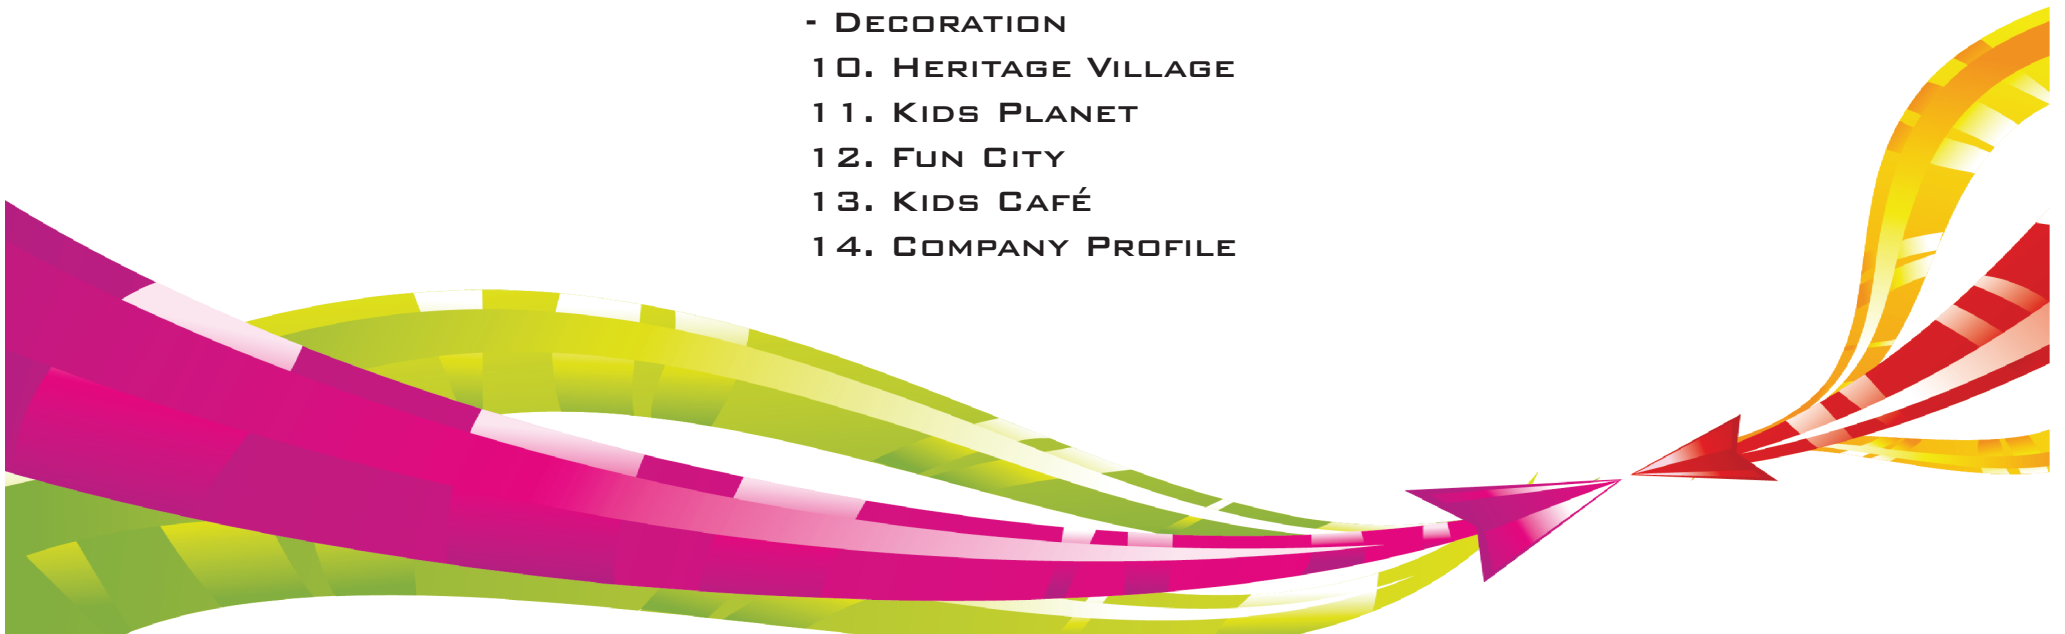 - Decoration
10. Heritage Village
11. Kids Planet
12. Fun City
13. Kids Café
14. Company Profile